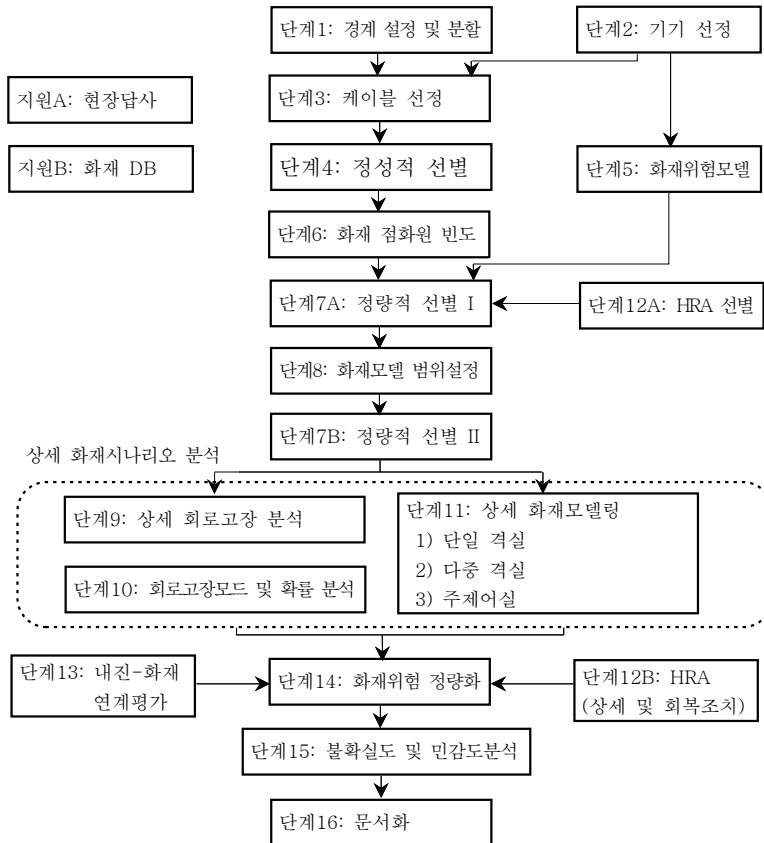 단계1: 경계 설정 및 분할
단계2: 기기 선정
지원A: 현장답사
단계3: 케이블 선정
지원B: 화재 DB
단계4: 정성적 선별
단계5: 화재위험모델
단계6: 화재 점화원 빈도
단계7A: 정량적 선별 I
단계12A: HRA 선별
단계8: 화재모델 범위설정
단계7B: 정량적 선별 II
상세 화재시나리오 분석
단계9: 상세 회로고장 분석
단계10: 회로고장모드 및 확률 분석
단계11: 상세 화재모델링
1) 단일 격실
2) 다중 격실
3) 주제어실
단계13: 내진-화재
연계평가
단계14: 화재위험 정량화
단계12B: HRA
(상세 및 회복조치)
단계15: 불확실도 및 민감도분석
단계16: 문서화